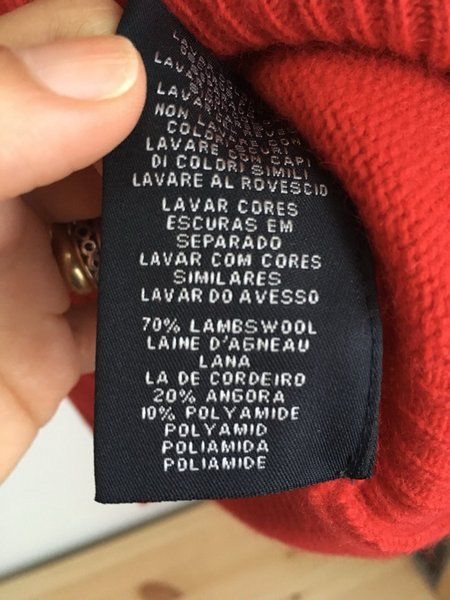 LAVAR
NON LAVARE
COLORI SCURI
LAVARE CON CAPI
DI COLORI SIMILI
LAVARE AL ROVESCIO
LAVAR CORES
ESCURAS EM
SEPARADO
LAVAR COM CORES
SIMILARES
LAVAR DO AVESSO
70% LAMBSWOOL
LAINE D'AGNEAU
LANA
LA DE CORDEIRO
20% ANGORA
10% POLYAMIDE
POLYAMID
POLIAMIDA
POLIAMIDE